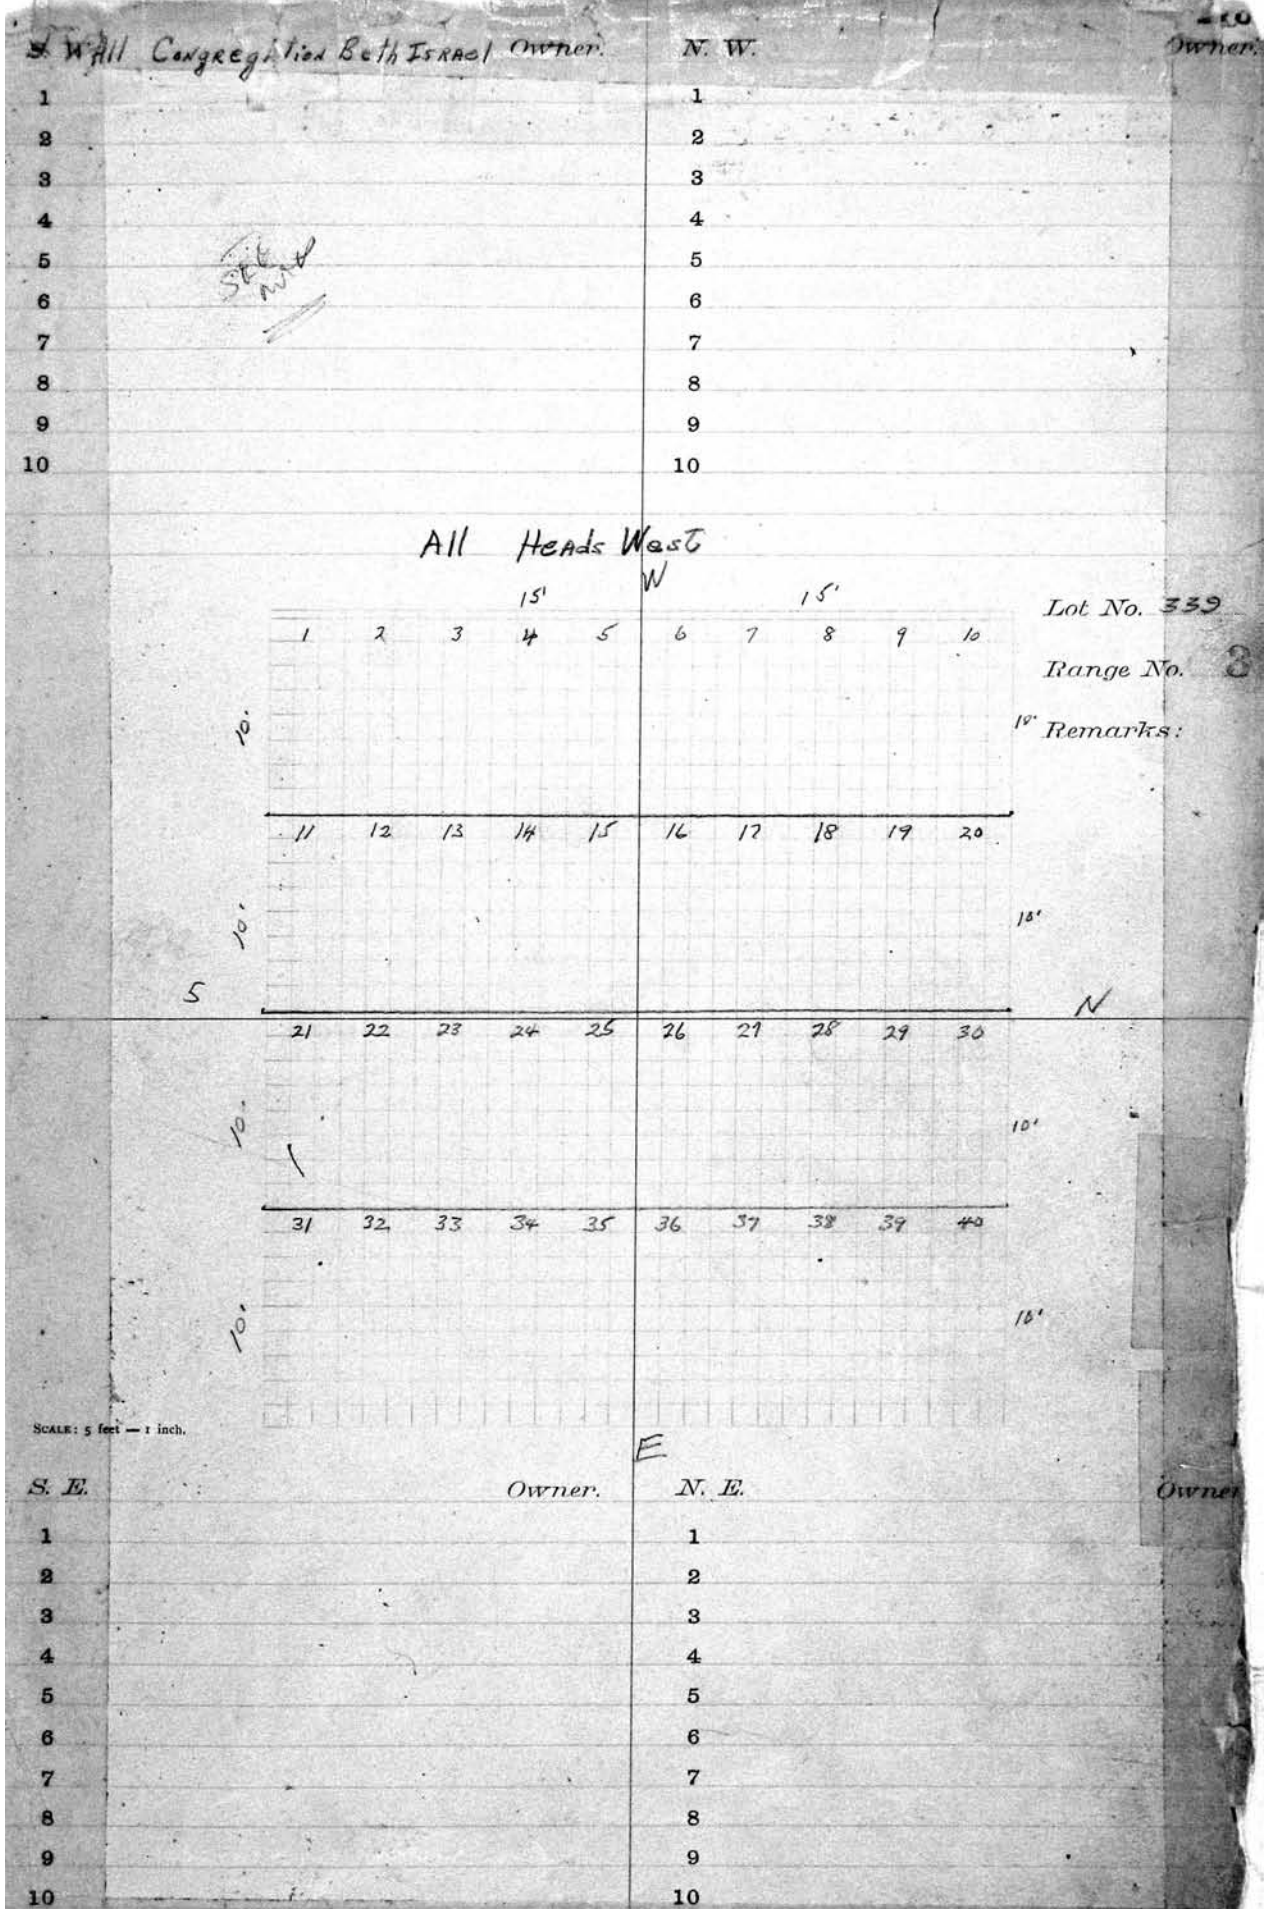 S. W. All Congregition Beth Israel Owner. N. W. Owner.
1 1
2 2
3 3
4 4
5 5
6 6
7 7
8 8
9 9
10 10
SEE
All Heads West
W
15' 15'
Lot No. 339
1 2 3 4 5 6 7 8 9 10
Range No. 3
10' 10' Remarks:
11 12 13 14 15 16 17 18 19 20
10' 10'
S N
21 22 23 24 25 26 27 28 29 30
10' 10'
31 32 33 34 35 36 37 38 39 40
10' 10'
SCALE: 5 feet — 1 inch.
E
S. E. Owner. N. E. Owner
1 1
2 2
3 3
4 4
5 5
6 6
7 7
8 8
9 9
10 10